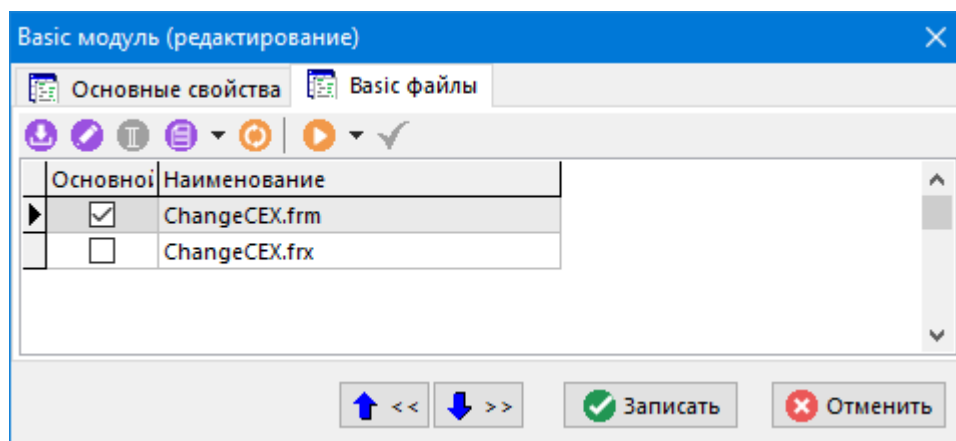 Basic модуль (редактирование)
Основные свойства Basic файлы
Основной Наименование
ChangeCEX.frm
ChangeCEX.frx
<< >> Записать Отменить